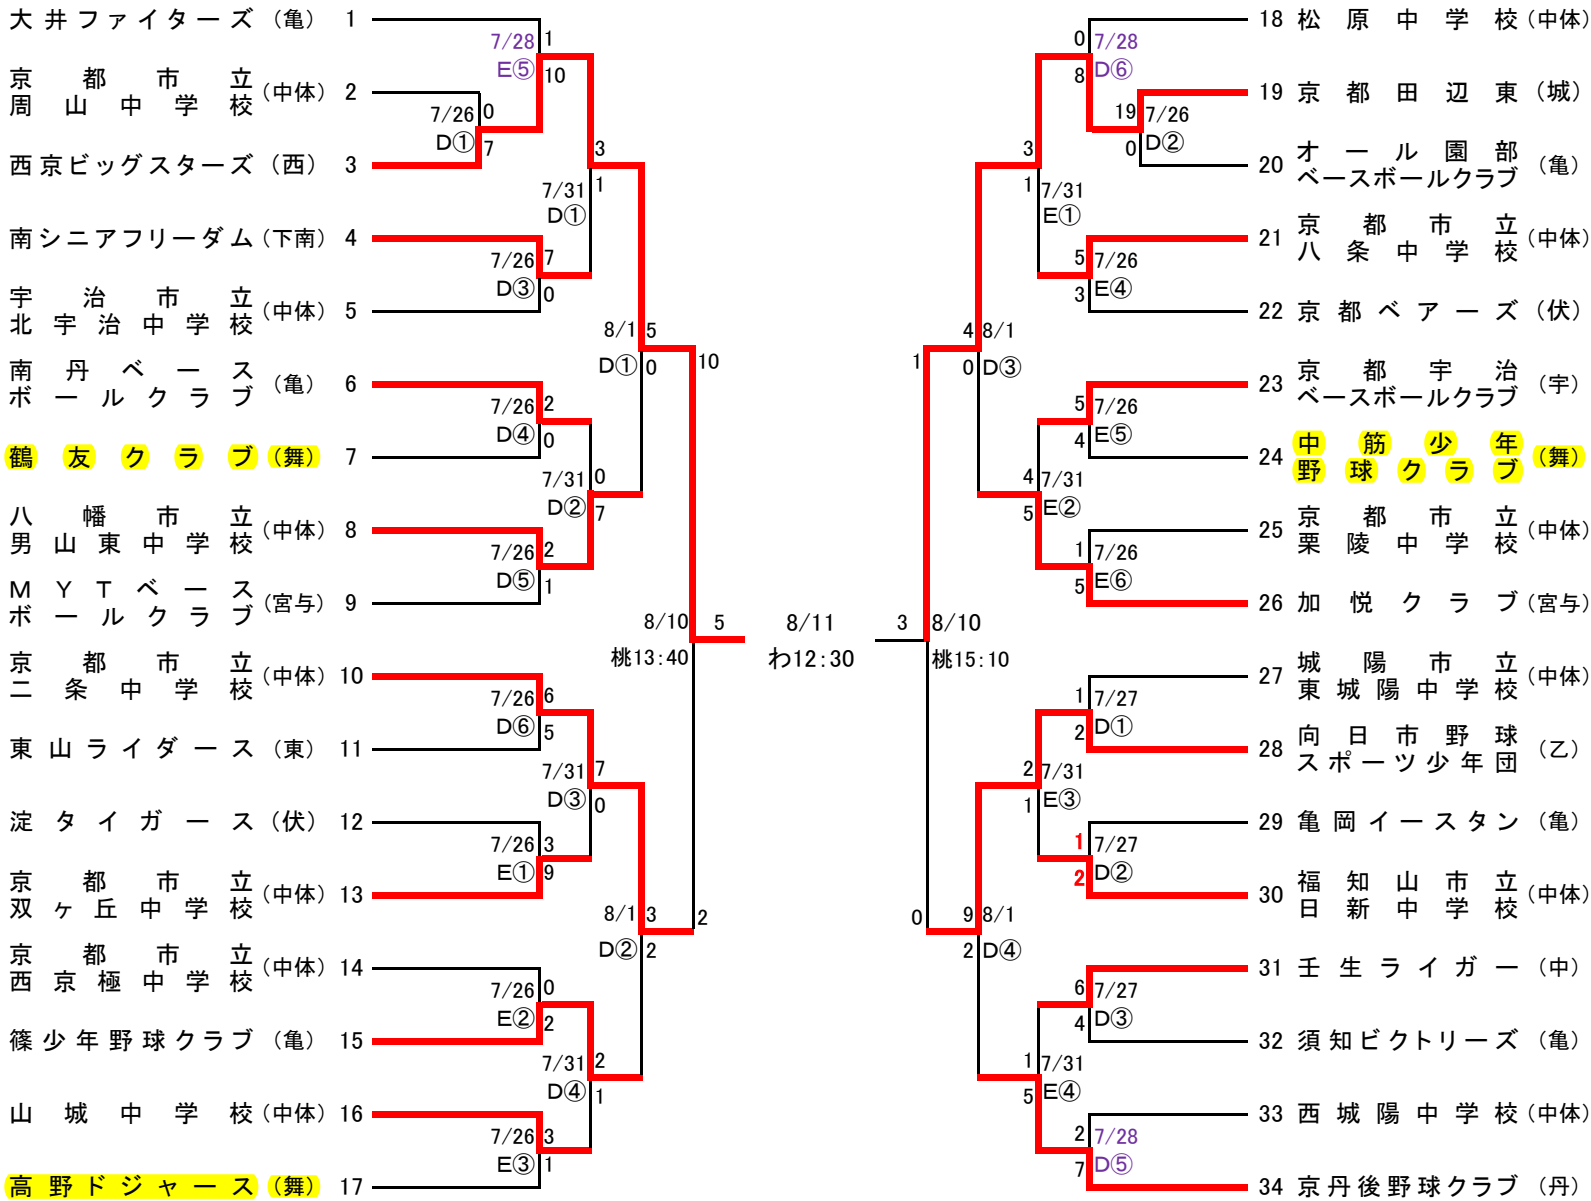 大井ファイターズ (亀) 1
京都市立
周山中学校 (中体) 2
西京ビッグスターズ (西) 3
南シニアフリーダム (下南) 4
宇治市立
北宇治中学校 (中体) 5
南丹ベース
ボールクラブ (亀) 6
鶴友クラブ (舞) 7
八幡市立
男山東中学校 (中体) 8
MYTベース
ボールクラブ (宮与) 9
京都市立
二条中学校 (中体) 10
東山ライダース (東) 11
淀タイガース (伏) 12
京都市立
双ヶ丘中学校 (中体) 13
京都市立
西京極中学校 (中体) 14
篠少年野球クラブ (亀) 15
山城中学校 (中体) 16
高野ドジャース (舞) 17
7/28 1
E⑤ 10
7/26 0
D① 7
3
7/31 1
D①
7/26 7
D③ 0
8/1 5
D① 0
7/26 2
D④ 0
7/31 0
D② 7
7/26 2
D⑤ 1
10
8/10 5
桃13:40
7/26 6
D⑥ 5
7/31 7
D③ 0
7/26 3
E① 9
8/1 3
D② 2
2
7/26 0
E② 2
7/31 2
D④ 1
7/26 3
E③ 1
8/11
わ12:30
3 8/10
桃15:10
0 7/28
8 D⑥
19 7/26
0 D②
3
1 7/31
E①
5 7/26
3 E④
1
4 8/1
0 D③
5 7/26
4 E⑤
4 7/31
5 E②
1 7/26
5 E⑥
1 7/27
2 D①
2 7/31
1 E③
1 7/27
2 D②
0
9 8/1
2 D④
6 7/27
4 D③
1 7/31
5 E④
2 7/28
7 D⑤
18 松原中学校 (中体)
19 京都田辺東 (城)
20 オール園部
ベースボールクラブ (亀)
21 京都市立
八条中学校 (中体)
22 京都ベアーズ (伏)
23 京都宇治
ベースボールクラブ (宇)
24 中筋少年
野球クラブ (舞)
25 京都市立
栗陵中学校 (中体)
26 加悦クラブ (宮与)
27 城陽市立
東城陽中学校 (中体)
28 向日市野球
スポーツ少年団 (乙)
29 亀岡イースタン (亀)
30 福知山市立
日新中学校 (中体)
31 壬生ライガー (中)
32 須知ビクトリーズ (亀)
33 西城陽中学校 (中体)
34 京丹後野球クラブ (丹)